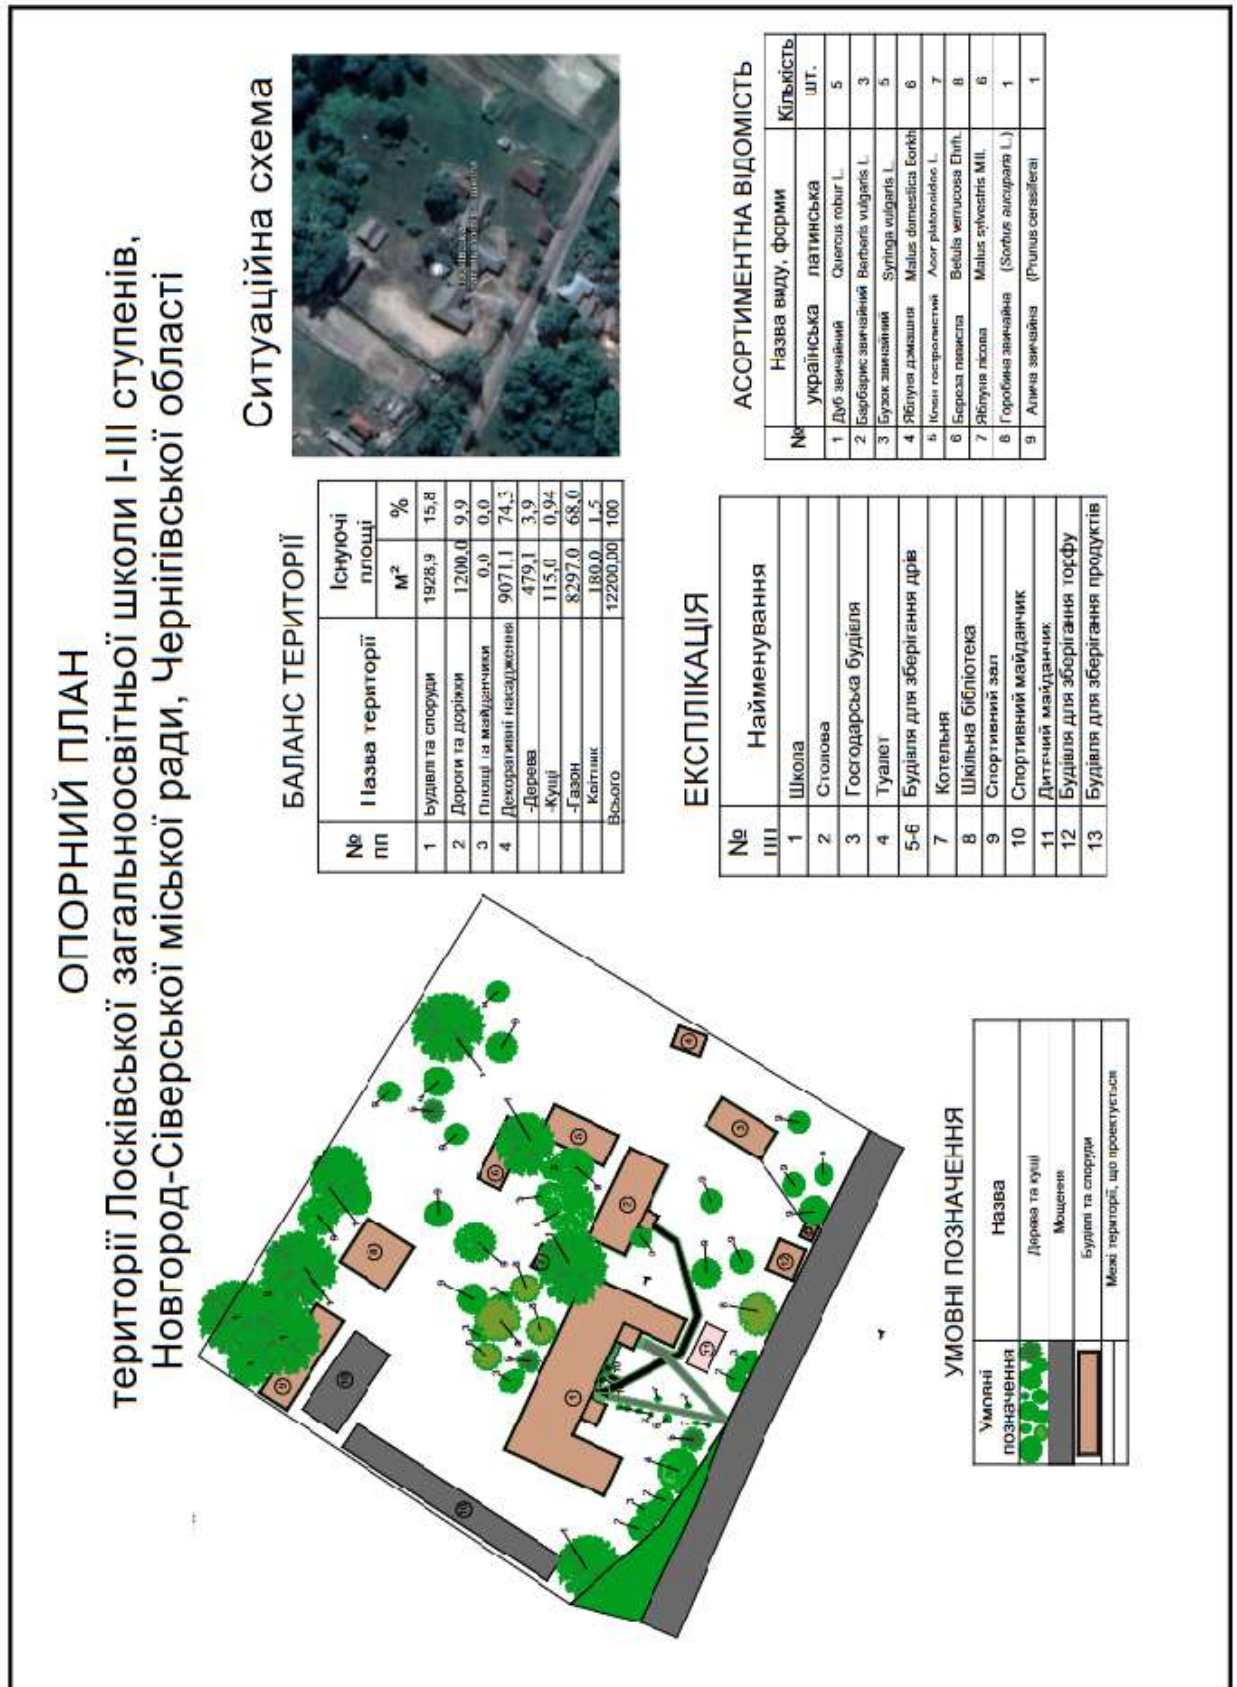 ОПОРНИЙ ПЛАН
території Лосківської загальноосвітньої школи І-ІІІ ступенів,
Новгород-Сіверської міської ради, Чернігівської області
Ситуаційна схема
БАЛАНС ТЕРИТОРІЇ
№ пп Назва території Існуючі площі
м² %
1 Будівлі та споруди 1928,9 15,8
2 Дороги та доріжки 1200,0 9,9
3 Площі та майданчики 0,0 0,0
4 Декоративні насадження 9071.1 74,3
-Дерева 479,1 3,9
-Кущі 115,0 0,94
-Газон 8297.0 68,0
Квітник 180.0 1,5
Всього 12200,00 100
АСОРТИМЕНТНА ВІДОМІСТЬ
№ Назва виду, форми Кількість шт.
українська латинська
1 Дуб звичайний Quercus robur L. 5
2 Барбарис звичайний Berberis vulgaris L. 3
3 Бузок звичайний Syringa vulgaris L. 5
4 Яблуня домашня Malus domestica Borkh 6
5 Клен гостролистий Acer platanoides L. 7
6 Береза повисла Betula verrucosa Ehrh. 8
7 Яблуня лісова Malus sylvestris Mill. 6
8 Горобина звичайна (Sorbus aucuparia L.) 1
9 Алича звичайна (Prunus cerasifera) 1
ЕКСПЛІКАЦІЯ
№ ПП Найменування
1 Школа
2 Столова
3 Госгодарська будівля
4 Туалет
5-6 Будівля для зберігання дрів
7 Котельня
8 Шкільна бібліотека
9 Спортивний зал
10 Спортивний майданчик
11 Дитячий майданчик
12 Будівля для зберігання торфу
13 Будівля для зберігання продуктів
УМОВНІ ПОЗНАЧЕННЯ
Умовні позначення Назва
Дерева та кущі
Мощення
Будівлі та споруди
Межі території, що проектується